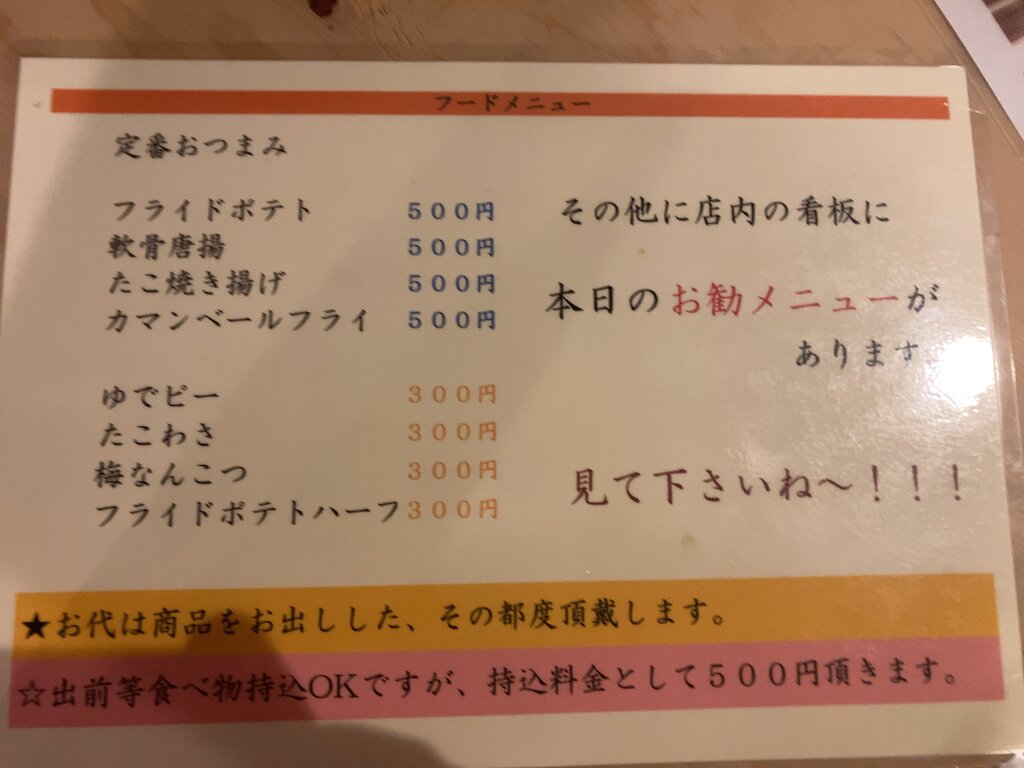 フードメニュー
定番おつまみ
フライドポテト ５００円
軟骨唐揚 ５００円
たこ焼き揚げ ５００円
カマンベールフライ ５００円
ゆでピー ３００円
たこわさ ３００円
梅なんこつ ３００円
フライドポテトハーフ ３００円
その他に店内の看板に
本日のお勧メニューが
あります
見て下さいね～！！！
★お代は商品をお出しした、その都度頂戴します。
☆出前等食べ物持込OKですが、持込料金として５００円頂きます。